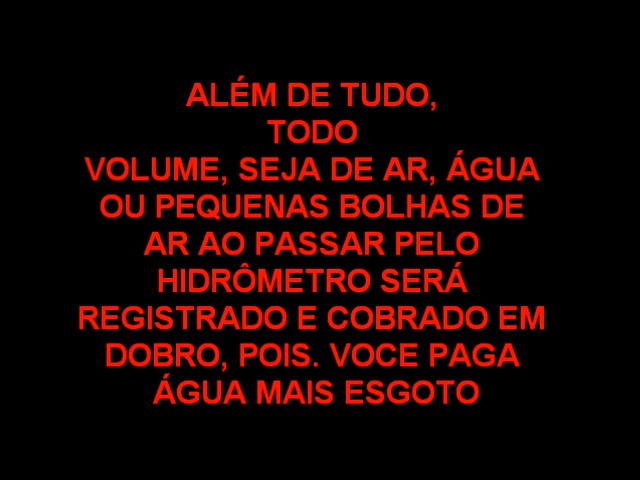 ALÉM DE TUDO,
TODO
VOLUME, SEJA DE AR, ÁGUA
OU PEQUENAS BOLHAS DE
AR AO PASSAR PELO
HIDRÔMETRO SERÁ
REGISTRADO E COBRADO EM
DOBRO, POIS. VOCE PAGA
ÁGUA MAIS ESGOTO